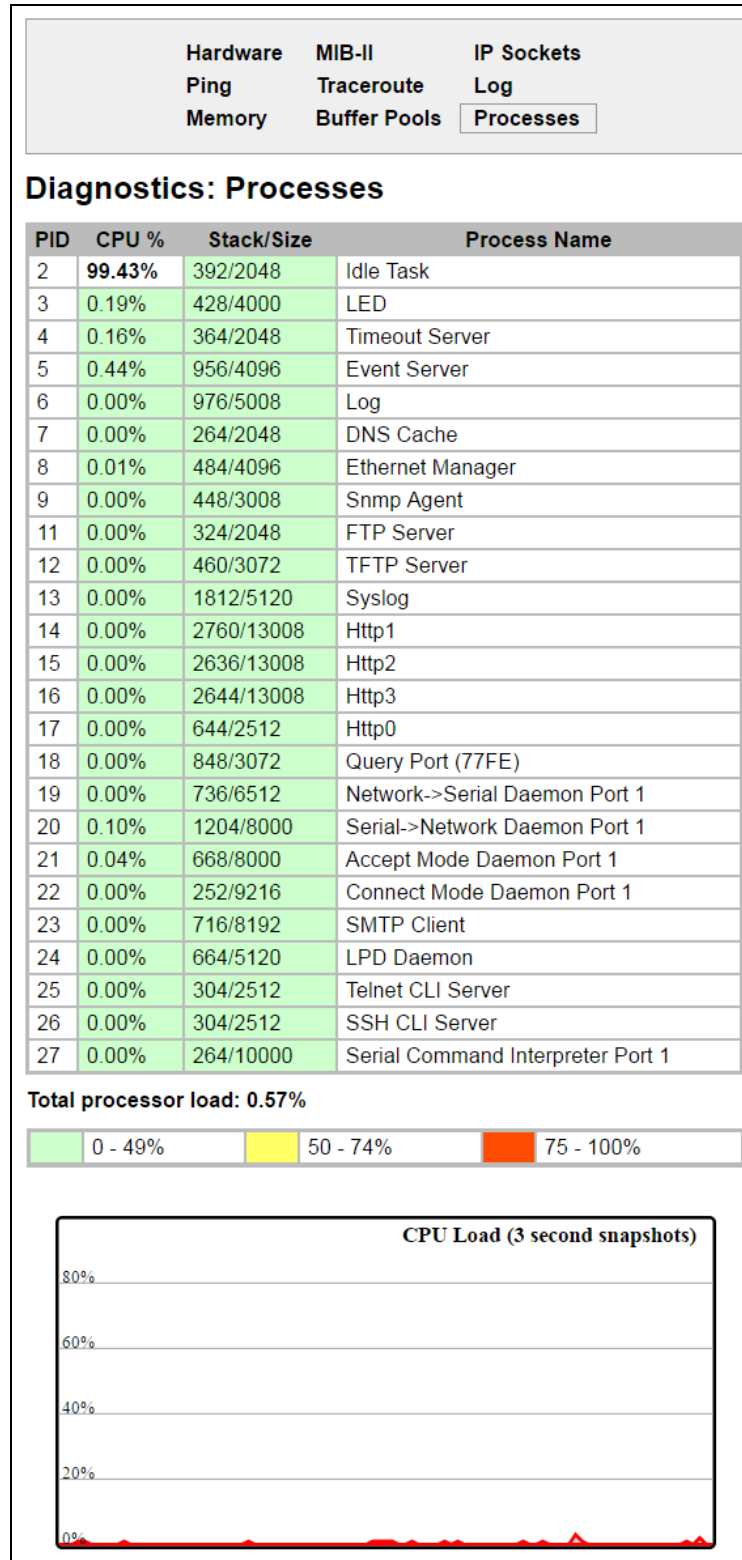 Hardware MIB-II IP Sockets
Ping Traceroute Log
Memory Buffer Pools Processes
Diagnostics: Processes
PID CPU % Stack/Size Process Name
2 99.43% 392/2048 Idle Task
3 0.19% 428/4000 LED
4 0.16% 364/2048 Timeout Server
5 0.44% 956/4096 Event Server
6 0.00% 976/5008 Log
7 0.00% 264/2048 DNS Cache
8 0.01% 484/4096 Ethernet Manager
9 0.00% 448/3008 Snmp Agent
11 0.00% 324/2048 FTP Server
12 0.00% 460/3072 TFTP Server
13 0.00% 1812/5120 Syslog
14 0.00% 2760/13008 Http1
15 0.00% 2636/13008 Http2
16 0.00% 2644/13008 Http3
17 0.00% 644/2512 Http0
18 0.00% 848/3072 Query Port (77FE)
19 0.00% 736/6512 Network->Serial Daemon Port 1
20 0.10% 1204/8000 Serial->Network Daemon Port 1
21 0.04% 668/8000 Accept Mode Daemon Port 1
22 0.00% 252/9216 Connect Mode Daemon Port 1
23 0.00% 716/8192 SMTP Client
24 0.00% 664/5120 LPD Daemon
25 0.00% 304/2512 Telnet CLI Server
26 0.00% 304/2512 SSH CLI Server
27 0.00% 264/10000 Serial Command Interpreter Port 1
Total processor load: 0.57%
0 - 49% 50 - 74% 75 - 100%
CPU Load (3 second snapshots)
80%
60%
40%
20%
0%